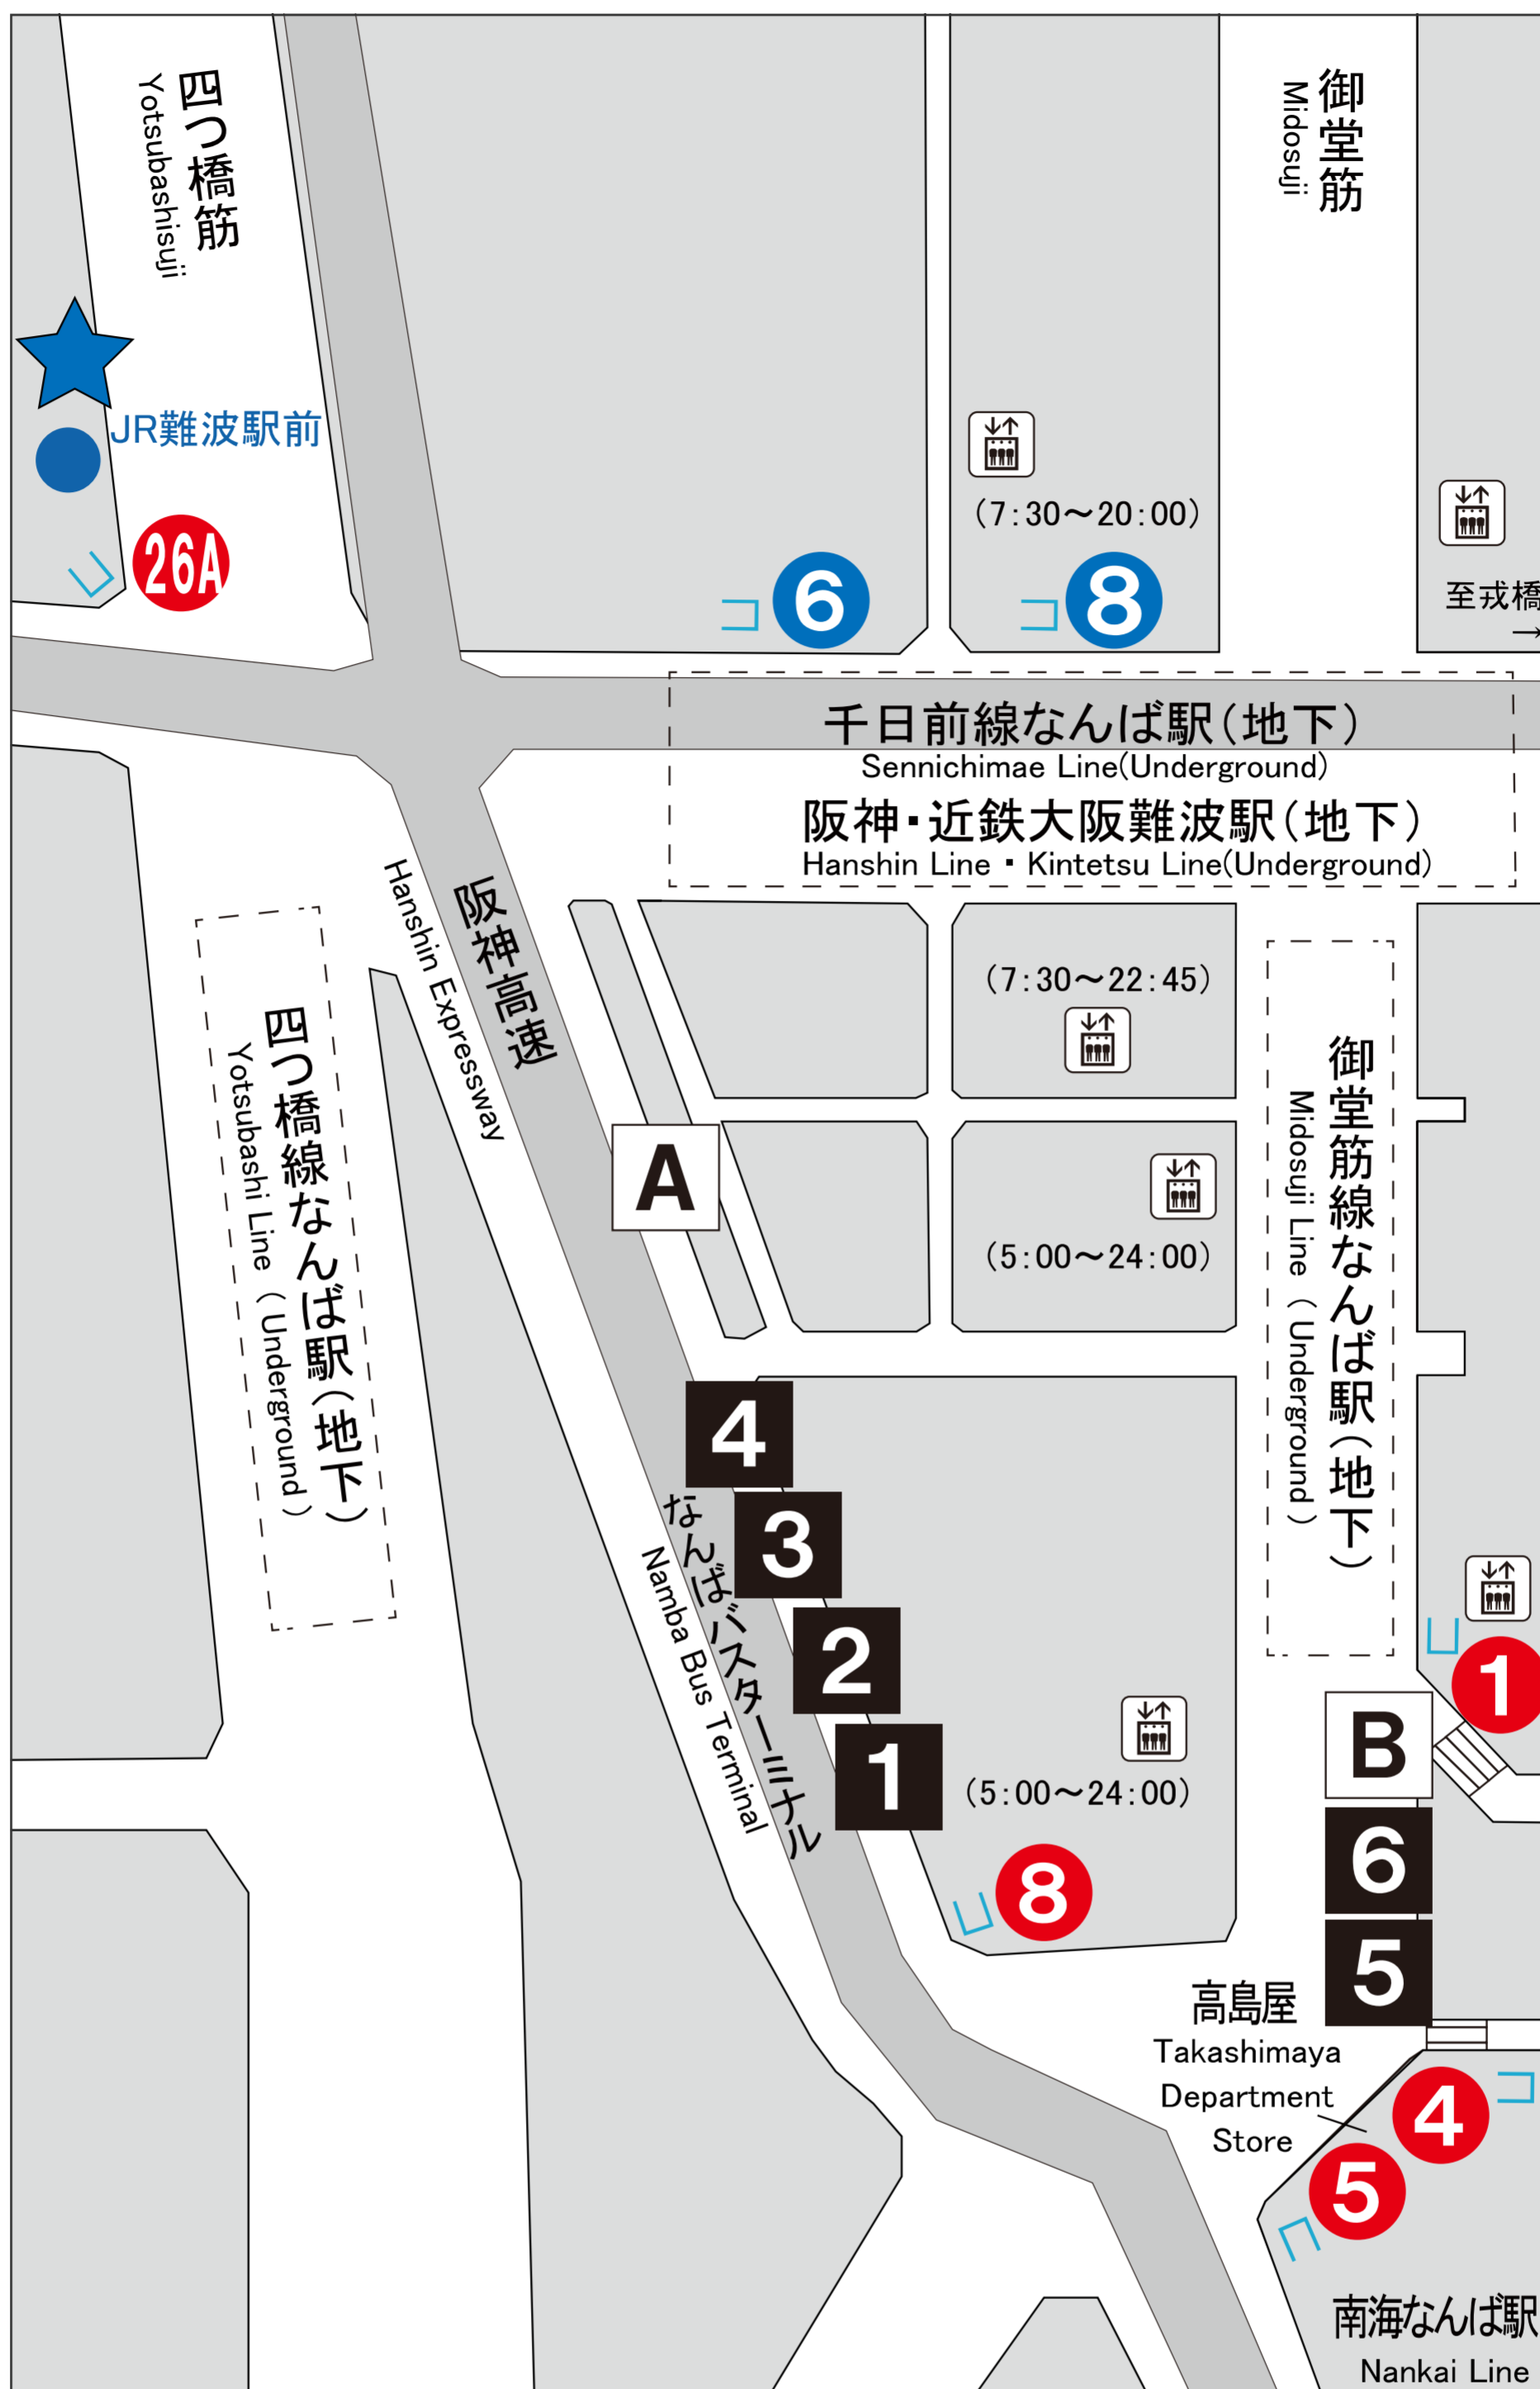 四つ橋筋
Yotsubashisuji
御堂筋
Midosuji
JR難波駅前
26A
(7:30～20:00)
6
8
至戎橋
→
千日前線なんば駅(地下)
Sennichimae Line(Underground)
阪神・近鉄大阪難波駅(地下)
Hanshin Line・Kintetsu Line(Underground)
阪神高速
Hanshin Expressway
四つ橋線なんば駅(地下)
Yotsubashi Line (Underground)
(7:30～22:45)
A
(5:00～24:00)
御堂筋線なんば駅(地下)
Midosuji Line (Underground)
4
3
2
1
なんばバスターミナル
Namba Bus Terminal
(5:00～24:00)
8
1
B
6
5
高島屋
Takashimaya
Department
Store
4
5
南海なんば駅
Nankai Line